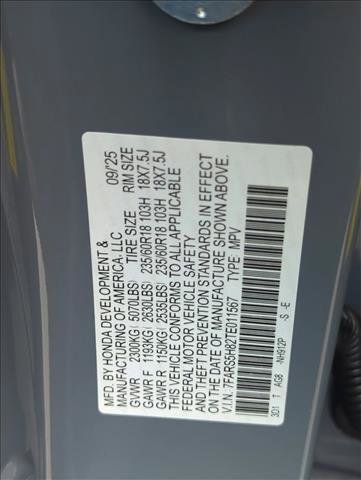 MFD. BY HONDA DEVELOPMENT &
MANUFACTURING OF AMERICA, LLC 09/'25
GVWR 2300KG( 5070LBS) TIRE SIZE RIM SIZE
GAWR F 1193KG( 2630LBS) 235/60R18 103H 18X7.5J
GAWR R 1150KG( 2535LBS) 235/60R18 103H 18X7.5J
THIS VEHICLE CONFORMS TO ALL APPLICABLE
FEDERAL MOTOR VEHICLE SAFETY
AND THEFT PREVENTION STANDARDS IN EFFECT
ON THE DATE OF MANUFACTURE SHOWN ABOVE.
V.I.N. 7FARS5H82TE011567 TYPE: MPV
3D1 T AG8 -NH912P -S -E